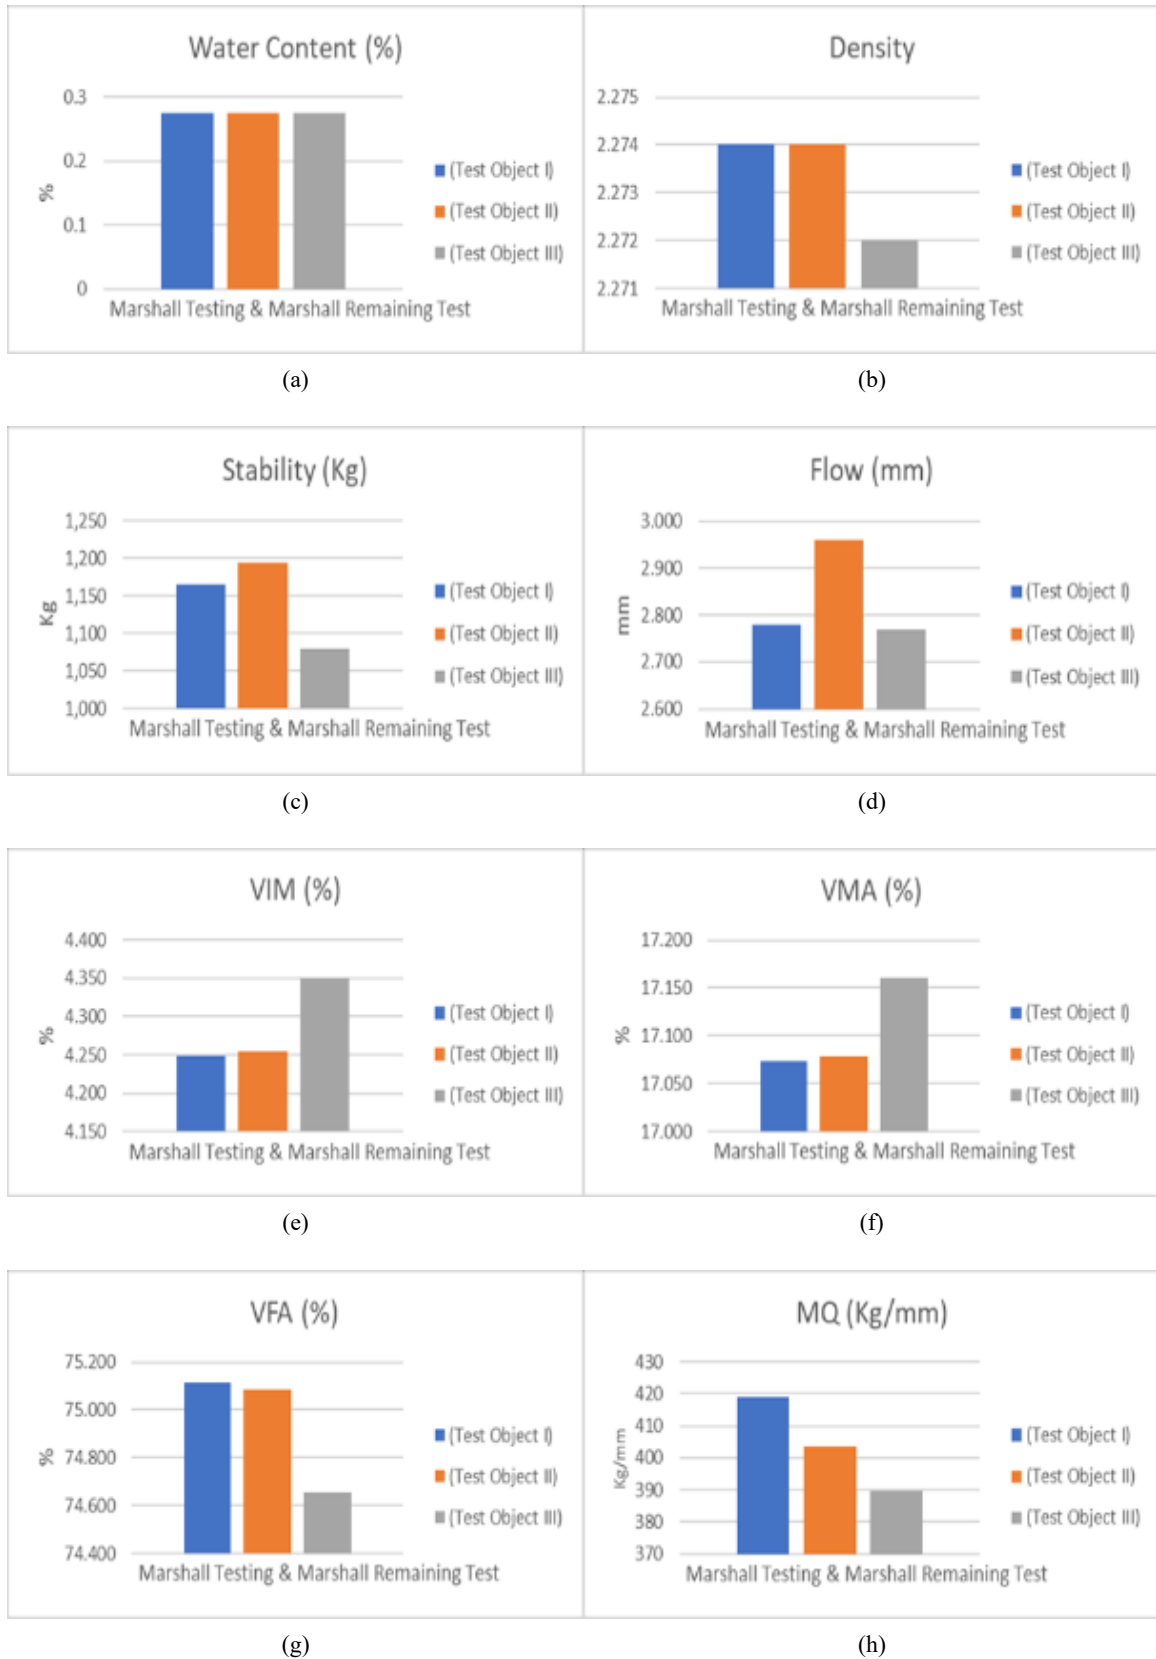 Water Content (%)
0.3
0.2
0.1
0
%
(Test Object I)
(Test Object II)
(Test Object III)
Marshall Testing & Marshall Remaining Test
(a)
Density
2.275
2.274
2.273
2.272
2.271
(Test Object I)
(Test Object II)
(Test Object III)
Marshall Testing & Marshall Remaining Test
(b)
Stability (Kg)
1,250
1,200
1,150
1,100
1,050
1,000
Kg
(Test Object I)
(Test Object II)
(Test Object III)
Marshall Testing & Marshall Remaining Test
(c)
Flow (mm)
3.000
2.900
2.800
2.700
2.600
mm
(Test Object I)
(Test Object II)
(Test Object III)
Marshall Testing & Marshall Remaining Test
(d)
VIM (%)
4.400
4.350
4.300
4.250
4.200
4.150
%
(Test Object I)
(Test Object II)
(Test Object III)
Marshall Testing & Marshall Remaining Test
(e)
VMA (%)
17.200
17.150
17.100
17.050
17.000
%
(Test Object I)
(Test Object II)
(Test Object III)
Marshall Testing & Marshall Remaining Test
(f)
VFA (%)
75.200
75.000
74.800
74.600
74.400
%
(Test Object I)
(Test Object II)
(Test Object III)
Marshall Testing & Marshall Remaining Test
(g)
MQ (Kg/mm)
430
420
410
400
390
380
370
Kg/mm
(Test Object I)
(Test Object II)
(Test Object III)
Marshall Testing & Marshall Remaining Test
(h)